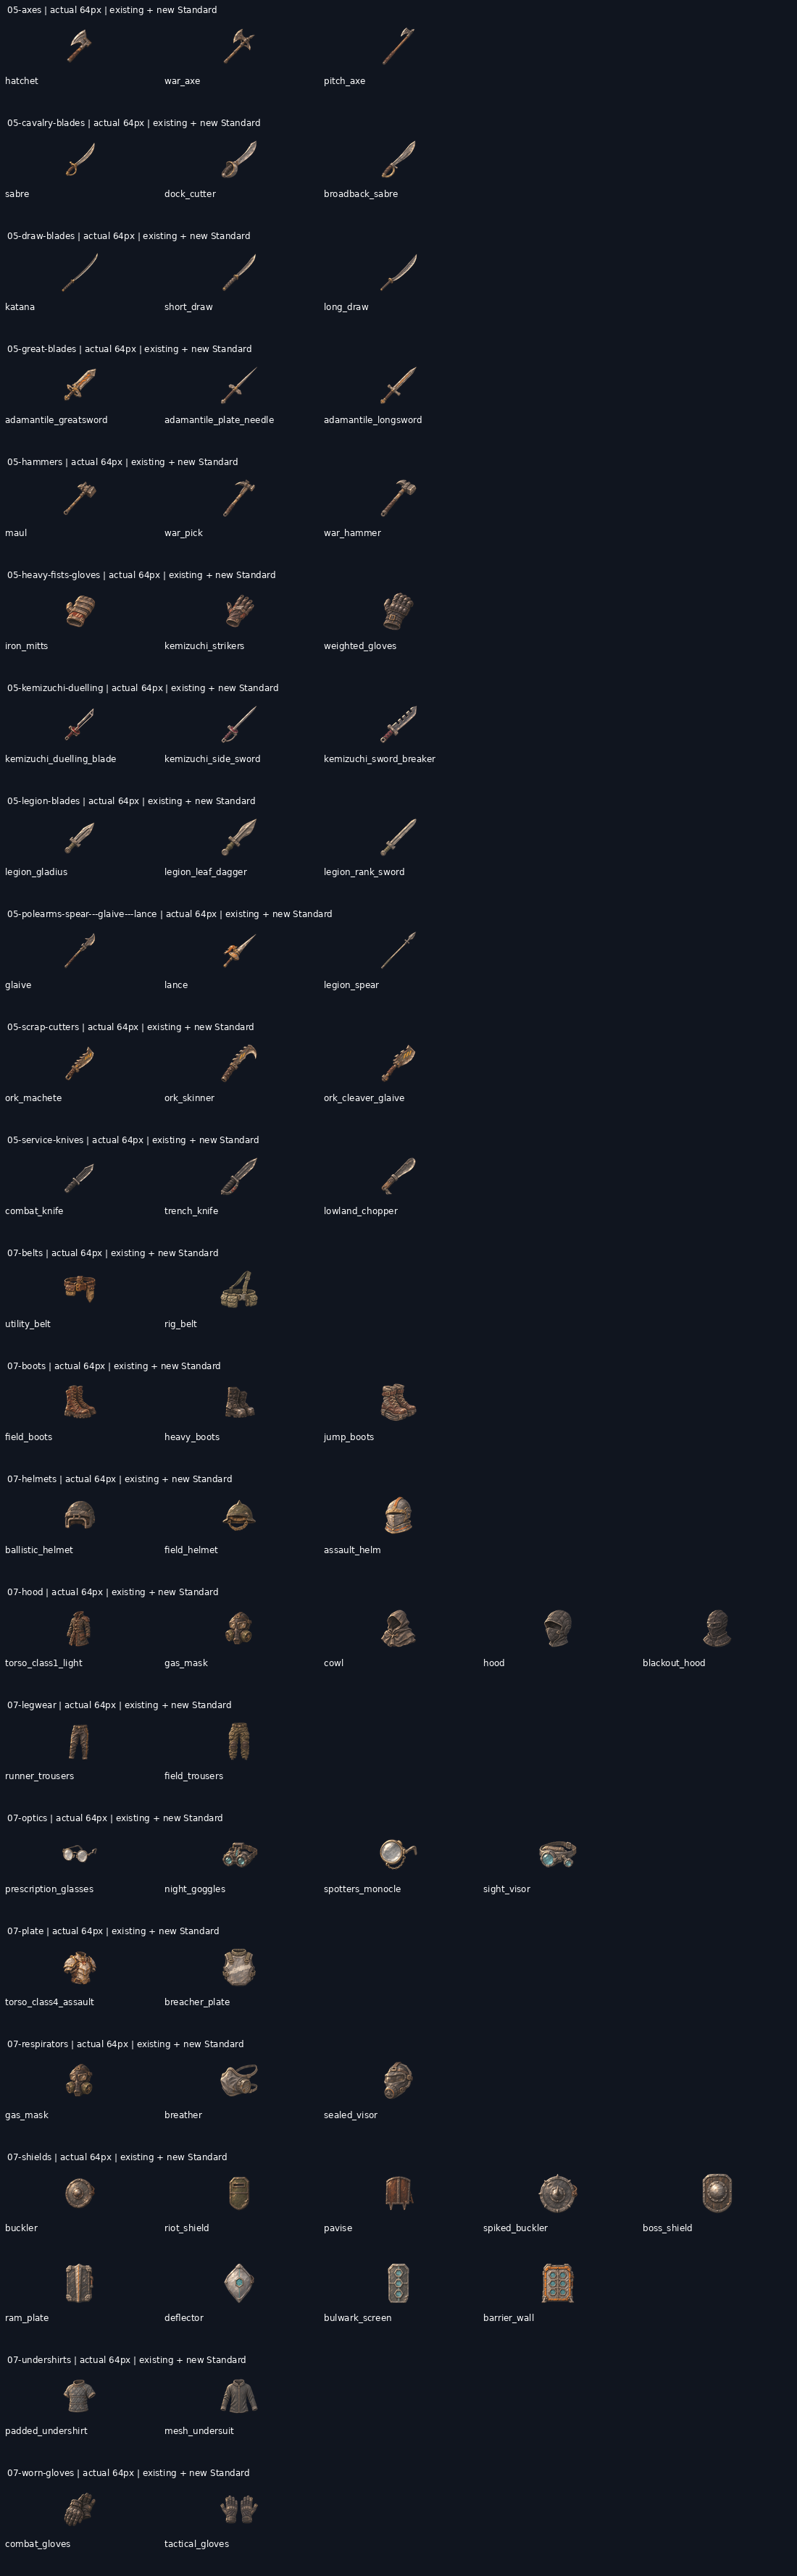 05-axes | actual 64px | existing + new Standard
hatchet war_axe pitch_axe
05-cavalry-blades | actual 64px | existing + new Standard
sabre dock_cutter broadback_sabre
05-draw-blades | actual 64px | existing + new Standard
katana short_draw long_draw
05-great-blades | actual 64px | existing + new Standard
adamantile_greatsword adamantile_plate_needle adamantile_longsword
05-hammers | actual 64px | existing + new Standard
maul war_pick war_hammer
05-heavy-fists-gloves | actual 64px | existing + new Standard
iron_mitts kemizuchi_strikers weighted_gloves
05-kemizuchi-duelling | actual 64px | existing + new Standard
kemizuchi_duelling_blade kemizuchi_side_sword kemizuchi_sword_breaker
05-legion-blades | actual 64px | existing + new Standard
legion_gladius legion_leaf_dagger legion_rank_sword
05-polearms-spear---glaive---lance | actual 64px | existing + new Standard
glaive lance legion_spear
05-scrap-cutters | actual 64px | existing + new Standard
ork_machete ork_skinner ork_cleaver_glaive
05-service-knives | actual 64px | existing + new Standard
combat_knife trench_knife lowland_chopper
07-belts | actual 64px | existing + new Standard
utility_belt rig_belt
07-boots | actual 64px | existing + new Standard
field_boots heavy_boots jump_boots
07-helmets | actual 64px | existing + new Standard
ballistic_helmet field_helmet assault_helm
07-hood | actual 64px | existing + new Standard
torso_class1_light gas_mask cowl hood blackout_hood
07-legwear | actual 64px | existing + new Standard
runner_trousers field_trousers
07-optics | actual 64px | existing + new Standard
prescription_glasses night_goggles spotters_monocle sight_visor
07-plate | actual 64px | existing + new Standard
torso_class4_assault breacher_plate
07-respirators | actual 64px | existing + new Standard
gas_mask breather sealed_visor
07-shields | actual 64px | existing + new Standard
buckler riot_shield pavise spiked_buckler boss_shield
ram_plate deflector bulwark_screen barrier_wall
07-undershirts | actual 64px | existing + new Standard
padded_undershirt mesh_undersuit
07-worn-gloves | actual 64px | existing + new Standard
combat_gloves tactical_gloves